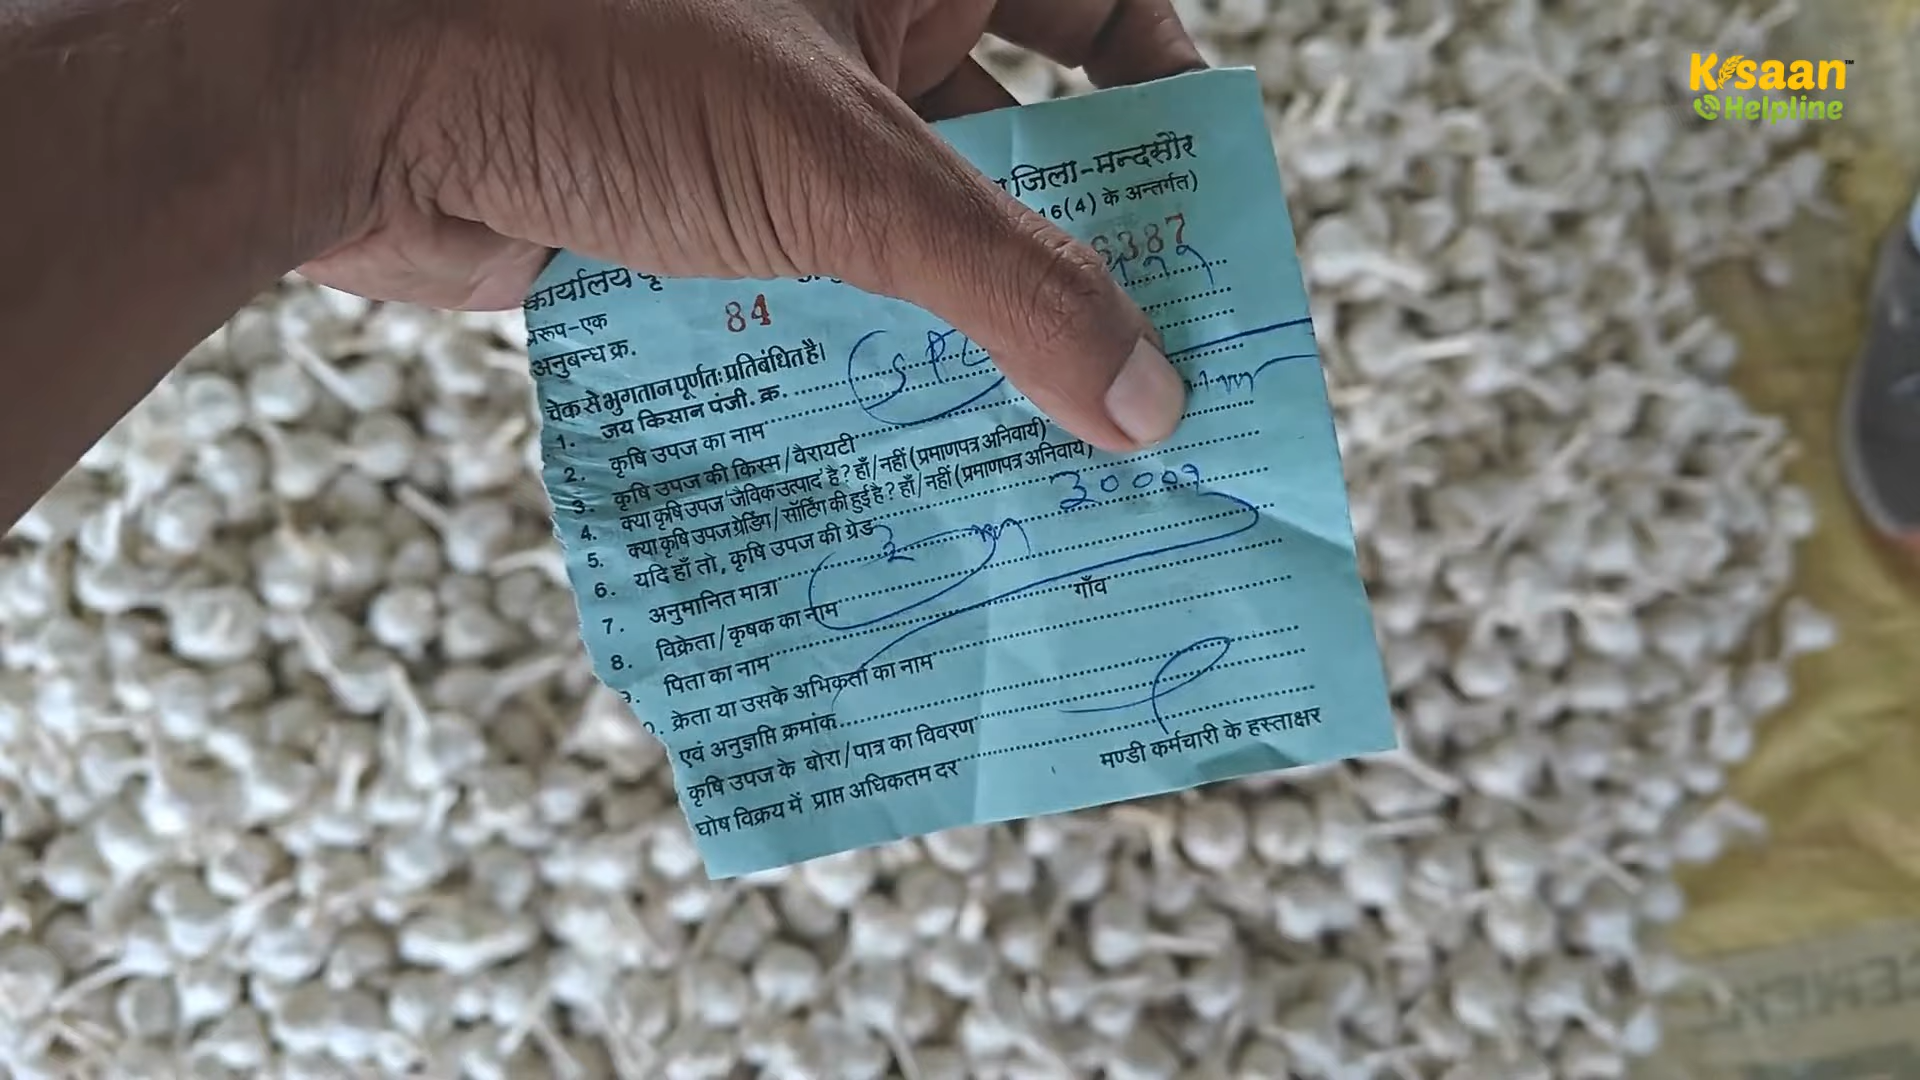 Kisaan
Helpline
जिला-मन्दसौर
16(4) के अन्तर्गत)
कार्यालय
6387
प्ररूप-एक
84
अनुबन्ध क्र.
चेक से भुगतान पूर्णतः प्रतिबंधित है।
1. जय किसान पंजी. क्र.
2. कृषि उपज का नाम
3. कृषि उपज की किस्म/वैरायटी
4. क्या कृषि उपज जैविक उत्पाद है? हाँ/नहीं (प्रमाणपत्र अनिवार्य)
5. क्या कृषि उपज ग्रेडिंग/सॉर्टिंग की हुई है? हाँ/नहीं (प्रमाणपत्र अनिवार्य)
6. यदि हाँ तो, कृषि उपज की ग्रेड
7. अनुमानित मात्रा
8. विक्रेता/कृषक का नाम
पिता का नाम गाँव
क्रेता या उसके अभिकर्ता का नाम
एवं अनुज्ञप्ति क्रमांक
कृषि उपज के बोरा/पात्र का विवरण
घोष विक्रय में प्राप्त अधिकतम दर
मण्डी कर्मचारी के हस्ताक्षर